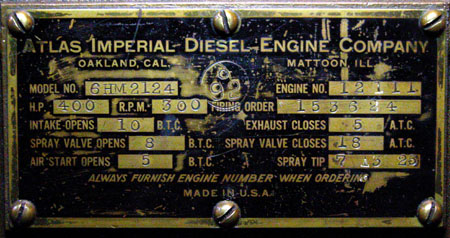 ATLAS IMPERIAL DIESEL ENGINE COMPANY
OAKLAND, CAL. MATTOON, ILL.
MODEL NO. 6HM2124 ENGINE NO. 12111
H.P. 400 R.P.M. 300 FIRING ORDER 153624
INTAKE OPENS 10 B.T.C. EXHAUST CLOSES 5 A.T.C.
SPRAY VALVE OPENS 8 B.T.C. SPRAY VALVE CLOSES 18 A.T.C.
AIR START OPENS 5 B.T.C. SPRAY TIP 7 15 23
ALWAYS FURNISH ENGINE NUMBER WHEN ORDERING
MADE IN U.S.A.